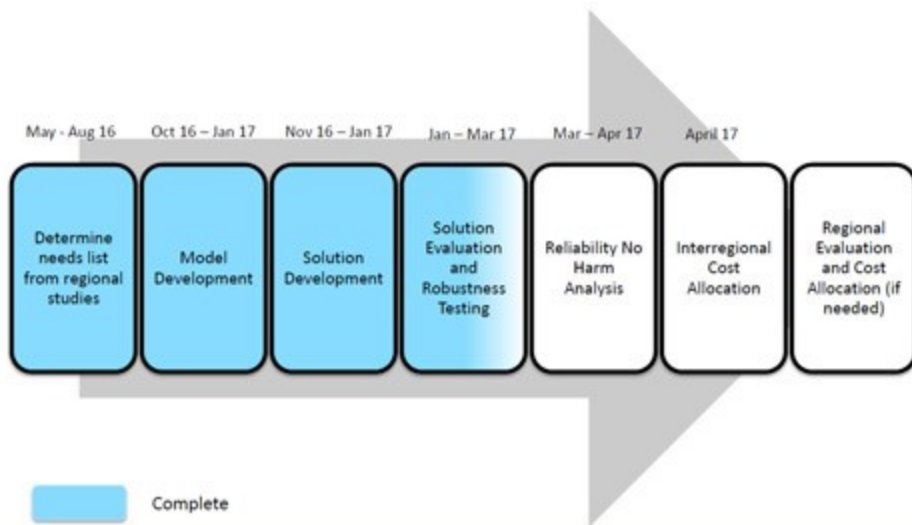 May - Aug 16
Oct 16 – Jan 17
Nov 16 – Jan 17
Jan – Mar 17
Mar – Apr 17
April 17
Determine
needs list
from regional
studies
Model
Development
Solution
Development
Solution
Evaluation
and
Robustness
Testing
Reliability No
Harm
Analysis
Interregional
Cost
Allocation
Regional
Evaluation
and Cost
Allocation (if
needed)
Complete